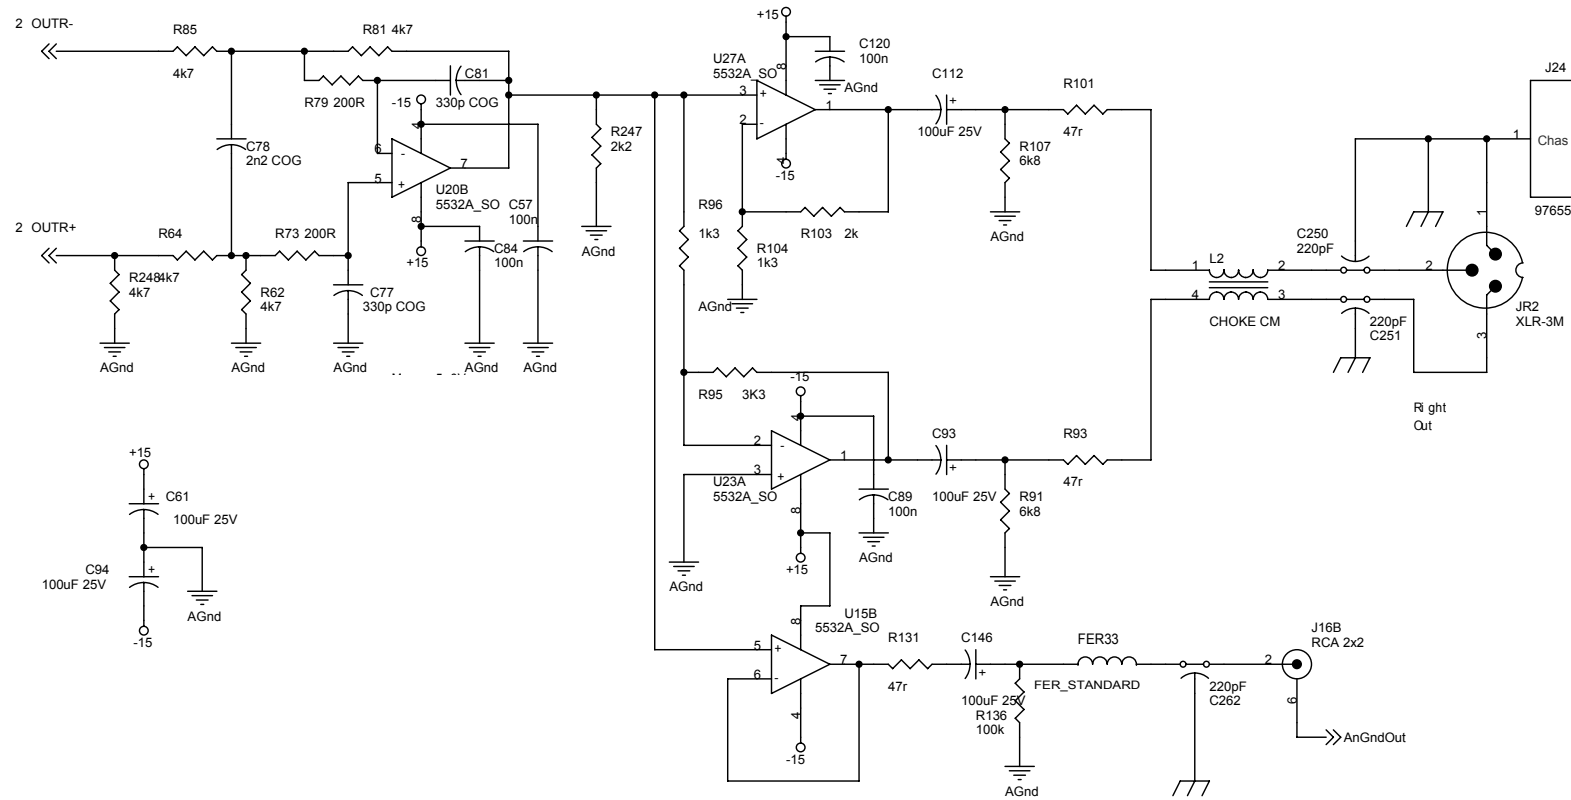 2 OUTR-
R85
4k7
R81 4k7
R79 200R
C81
330p COG
-15
4
C78
2n2 COG
6
-
5
+
7
U20B
5532A_SO
8
+15
C57
100n
C84
100n
AGnd
AGnd
2 OUTR+
R64
R73 200R
R248
4k7
4k7
R62
4k7
C77
330p COG
AGnd
AGnd
AGnd
R247
2k2
AGnd
+15
U27A
5532A_SO
8
C120
100n
AGnd
3
+
2
-
1
4
-15
C112
+
100uF 25V
R101
47r
R107
6k8
AGnd
R96
1k3
R103 2k
R104
1k3
AGnd
L2
1
2
4
3
CHOKE CM
C250
220pF
220pF
C251
J24
1
Chas
97655
1
2
3
JR2
XLR-3M
Right
Out
R95 3K3
-15
4
2
-
3
+
1
U23A
5532A_SO
8
+15
C89
100n
AGnd
AGnd
C93
+
100uF 25V
R93
47r
R91
6k8
AGnd
+15
+
C61
100uF 25V
C94
+
100uF 25V
AGnd
-15
U15B
5532A_SO
8
5
+
6
-
7
4
-15
R131
47r
C146
+
100uF 25V
R136
100k
AGnd
FER33
FER_STANDARD
220pF
C262
J16B
RCA 2x2
2
6
AnGndOut